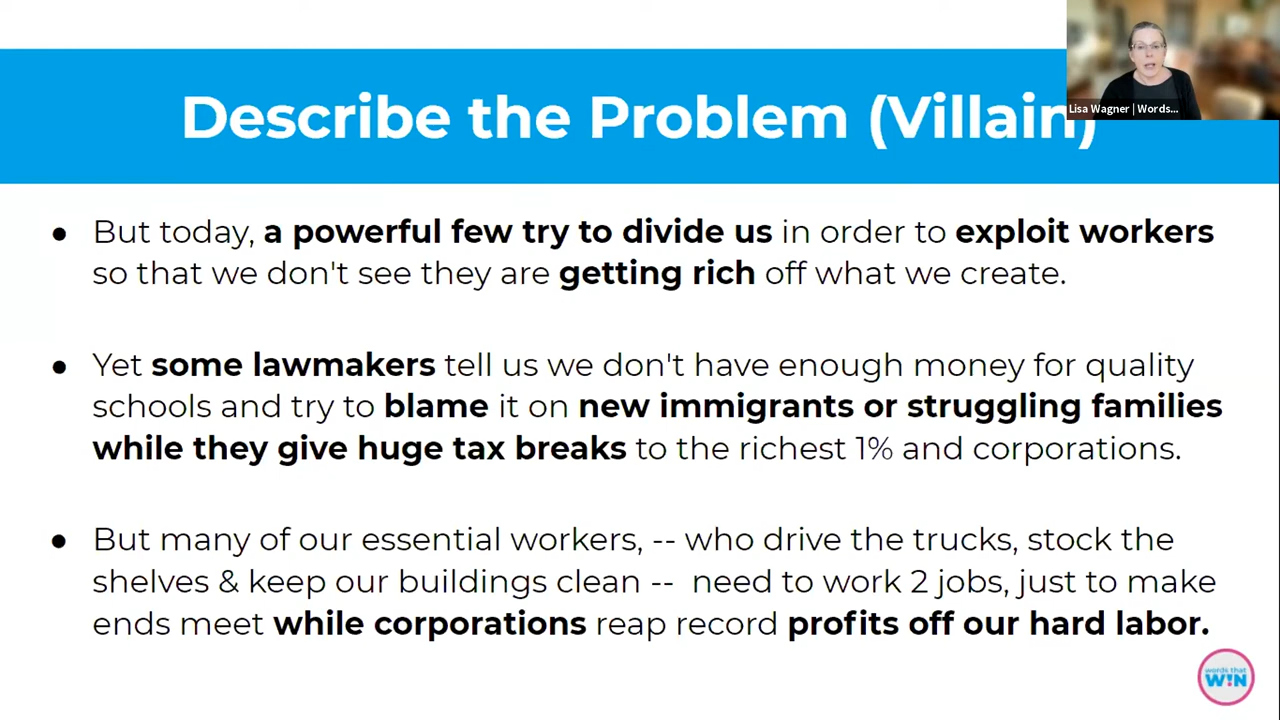 Describe the Problem (Villain)
Lisa Wagner | Words...
● But today, a powerful few try to divide us in order to exploit workers
so that we don't see they are getting rich off what we create.
● Yet some lawmakers tell us we don't have enough money for quality
schools and try to blame it on new immigrants or struggling families
while they give huge tax breaks to the richest 1% and corporations.
● But many of our essential workers, -- who drive the trucks, stock the
shelves & keep our buildings clean -- need to work 2 jobs, just to make
ends meet while corporations reap record profits off our hard labor.
words that
W!N